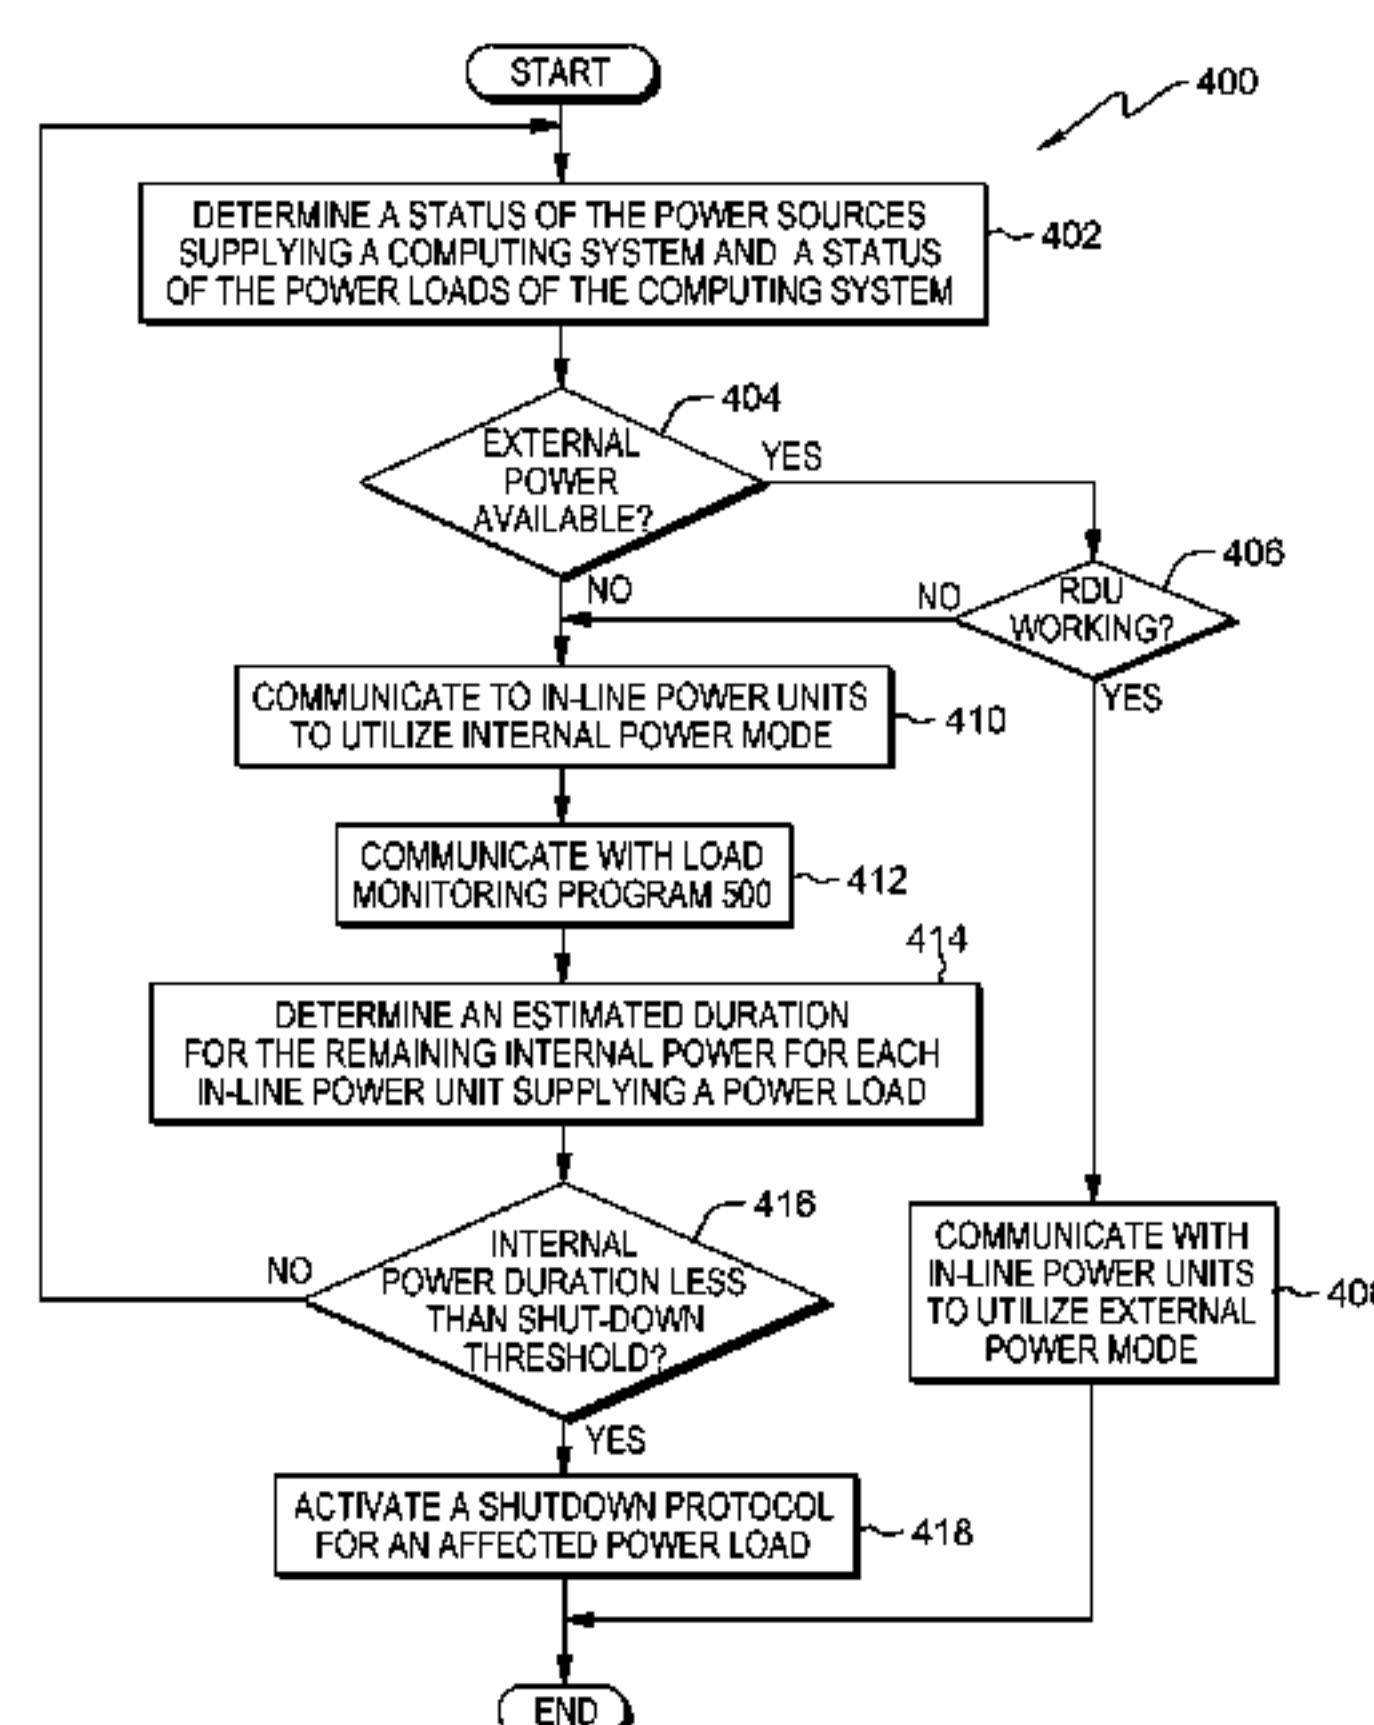 START
400
DETERMINE A STATUS OF THE POWER SOURCES
SUPPLYING A COMPUTING SYSTEM AND A STATUS
OF THE POWER LOADS OF THE COMPUTING SYSTEM
402
404
EXTERNAL
POWER
AVAILABLE?
YES
NO
406
RDU
WORKING?
NO
YES
COMMUNICATE TO IN-LINE POWER UNITS
TO UTILIZE INTERNAL POWER MODE
410
COMMUNICATE WITH LOAD
MONITORING PROGRAM 500
412
414
DETERMINE AN ESTIMATED DURATION
FOR THE REMAINING INTERNAL POWER FOR EACH
IN-LINE POWER UNIT SUPPLYING A POWER LOAD
416
INTERNAL
POWER DURATION LESS
THAN SHUT-DOWN
THRESHOLD?
NO
YES
COMMUNICATE WITH
IN-LINE POWER UNITS
TO UTILIZE EXTERNAL
POWER MODE
ACTIVATE A SHUTDOWN PROTOCOL
FOR AN AFFECTED POWER LOAD
418
END